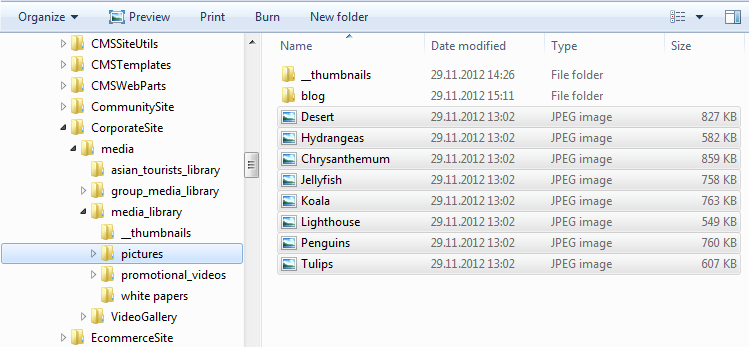 Organize Preview Print Burn New folder
CMSSiteUtils
CMSTemplates
CMSWebParts
CommunitySite
CorporateSite
media
asian_tourists_library
group_media_library
media_library
__thumbnails
pictures
promotional_videos
white papers
VideoGallery
EcommerceSite
Name Date modified Type Size
__thumbnails 29.11.2012 14:26 File folder
blog 29.11.2012 15:11 File folder
Desert 29.11.2012 13:02 JPEG image 827 KB
Hydrangeas 29.11.2012 13:02 JPEG image 582 KB
Chrysanthemum 29.11.2012 13:02 JPEG image 859 KB
Jellyfish 29.11.2012 13:02 JPEG image 758 KB
Koala 29.11.2012 13:02 JPEG image 763 KB
Lighthouse 29.11.2012 13:02 JPEG image 549 KB
Penguins 29.11.2012 13:02 JPEG image 760 KB
Tulips 29.11.2012 13:02 JPEG image 607 KB